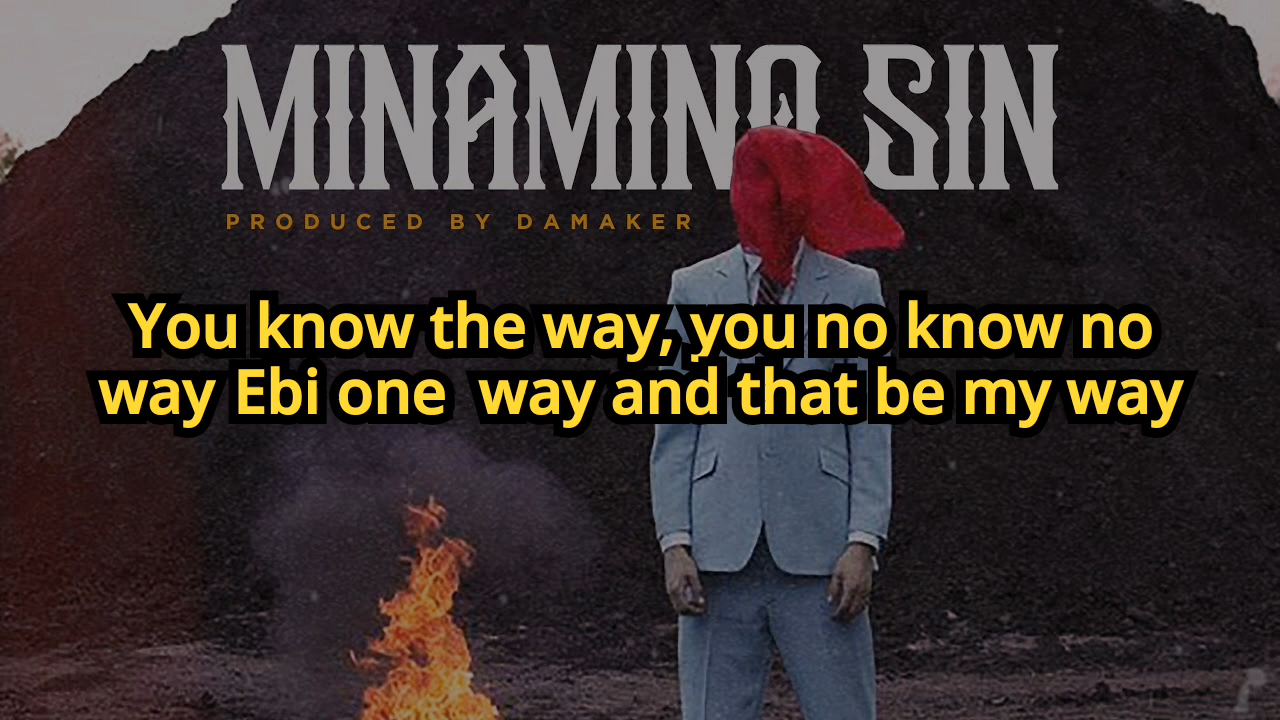 MINAMINO SIN
PRODUCED BY DAMAKER
You know the way, you no know no
way Ebi one  way and that be my way